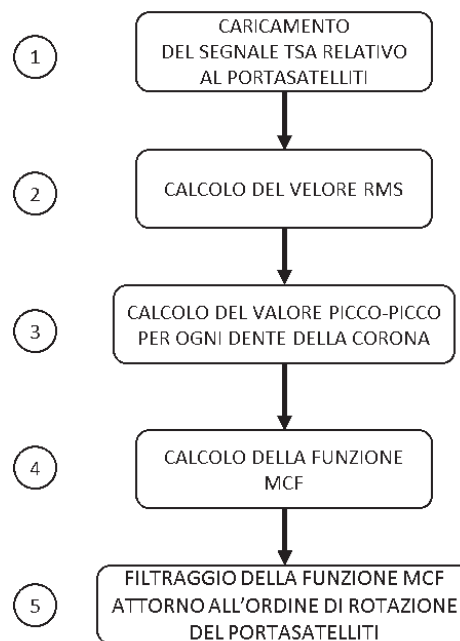 1
CARICAMENTO
DEL SEGNALE TSA RELATIVO
AL PORTASATELLITI
2
CALCOLO DEL VELORE RMS
3
CALCOLO DEL VALORE PICCO-PICCO
PER OGNI DENTE DELLA CORONA
4
CALCOLO DELLA FUNZIONE
MCF
5
FILTRAGGIO DELLA FUNZIONE MCF
ATTORNO ALL'ORDINE DI ROTAZIONE
DEL PORTASATELLITI